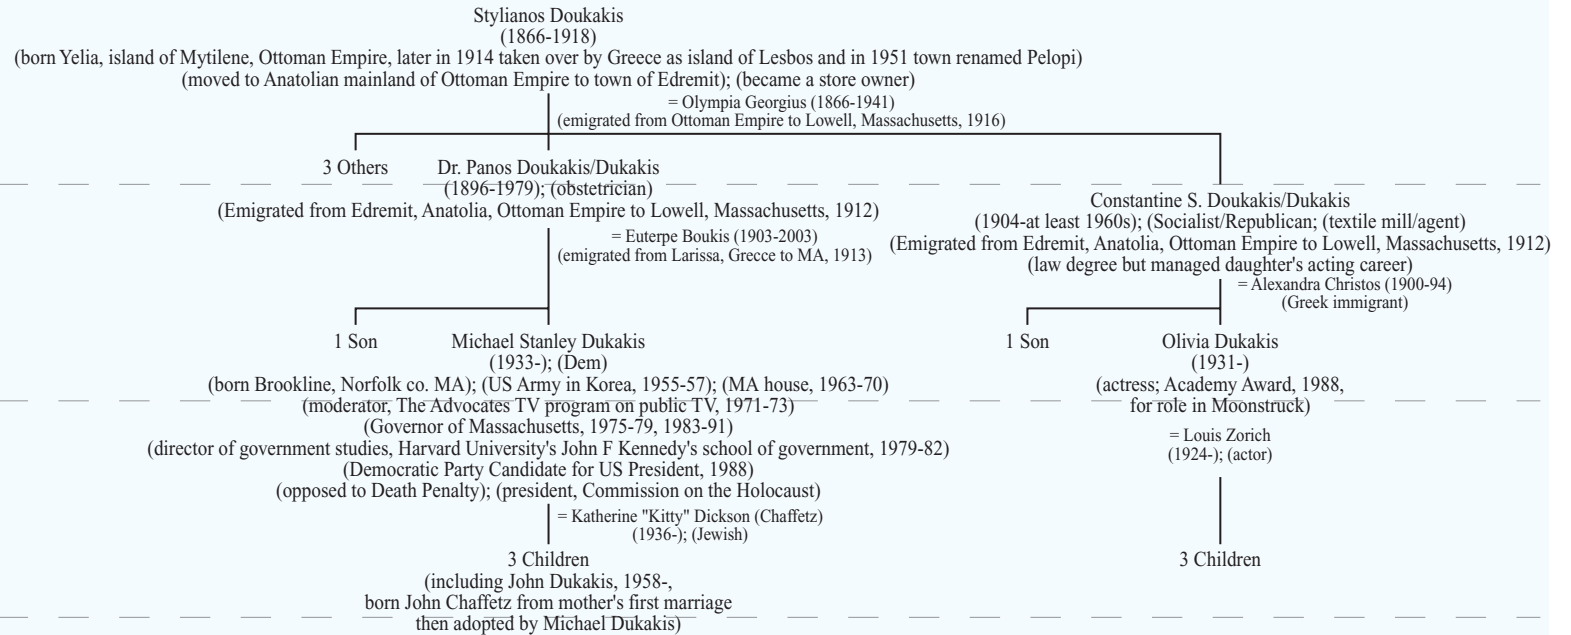 Stylianos Doukakis
(1866-1918)
(born Yelia, island of Mytilene, Ottoman Empire, later in 1914 taken over by Greece as island of Lesbos and in 1951 town renamed Pelopi)
(moved to Anatolian mainland of Ottoman Empire to town of Edremit); (became a store owner)
= Olympia Georgius (1866-1941)
(emigrated from Ottoman Empire to Lowell, Massachusetts, 1916)
3 Others
Dr. Panos Doukakis/Dukakis
(1896-1979); (obstetrician)
(Emigrated from Edremit, Anatolia, Ottoman Empire to Lowell, Massachusetts, 1912)
= Euterpe Boukis (1903-2003)
(emigrated from Larissa, Grecce to MA, 1913)
Constantine S. Doukakis/Dukakis
(1904-at least 1960s); (Socialist/Republican; (textile mill/agent)
(Emigrated from Edremit, Anatolia, Ottoman Empire to Lowell, Massachusetts, 1912)
(law degree but managed daughter's acting career)
= Alexandra Christos (1900-94)
(Greek immigrant)
1 Son
Michael Stanley Dukakis
(1933-); (Dem)
(born Brookline, Norfolk co. MA); (US Army in Korea, 1955-57); (MA house, 1963-70)
(moderator, The Advocates TV program on public TV, 1971-73)
(Governor of Massachusetts, 1975-79, 1983-91)
(director of government studies, Harvard University's John F Kennedy's school of government, 1979-82)
(Democratic Party Candidate for US President, 1988)
(opposed to Death Penalty); (president, Commission on the Holocaust)
= Katherine "Kitty" Dickson (Chaffetz)
(1936-); (Jewish)
3 Children
(including John Dukakis, 1958-,
born John Chaffetz from mother's first marriage
then adopted by Michael Dukakis)
1 Son
Olivia Dukakis
(1931-)
(actress; Academy Award, 1988,
for role in Moonstruck)
= Louis Zorich
(1924-); (actor)
3 Children